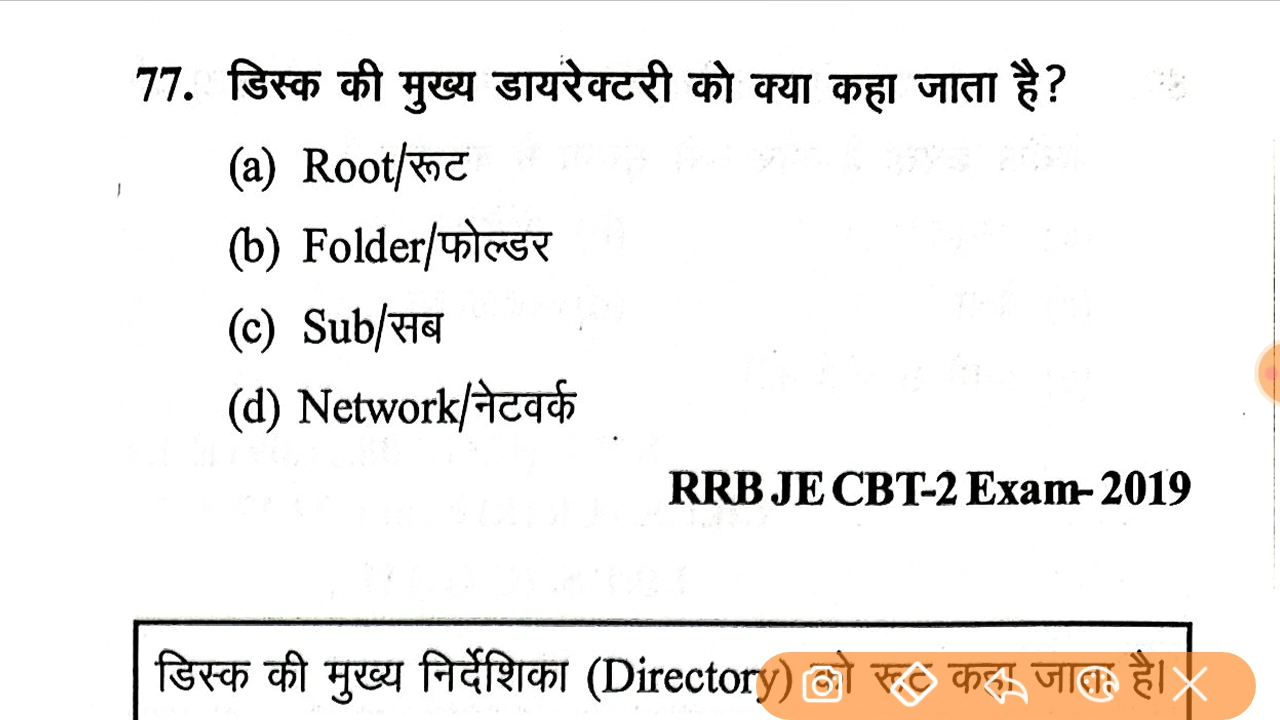 77. डिस्क की मुख्य डायरेक्टरी को क्या कहा जाता है?
(a) Root/रूट
(b) Folder/फोल्डर
(c) Sub/सब
(d) Network/नेटवर्क
RRB JE CBT-2 Exam- 2019
डिस्क की मुख्य निर्देशिका (Directory) को रूट कहा जाता है।